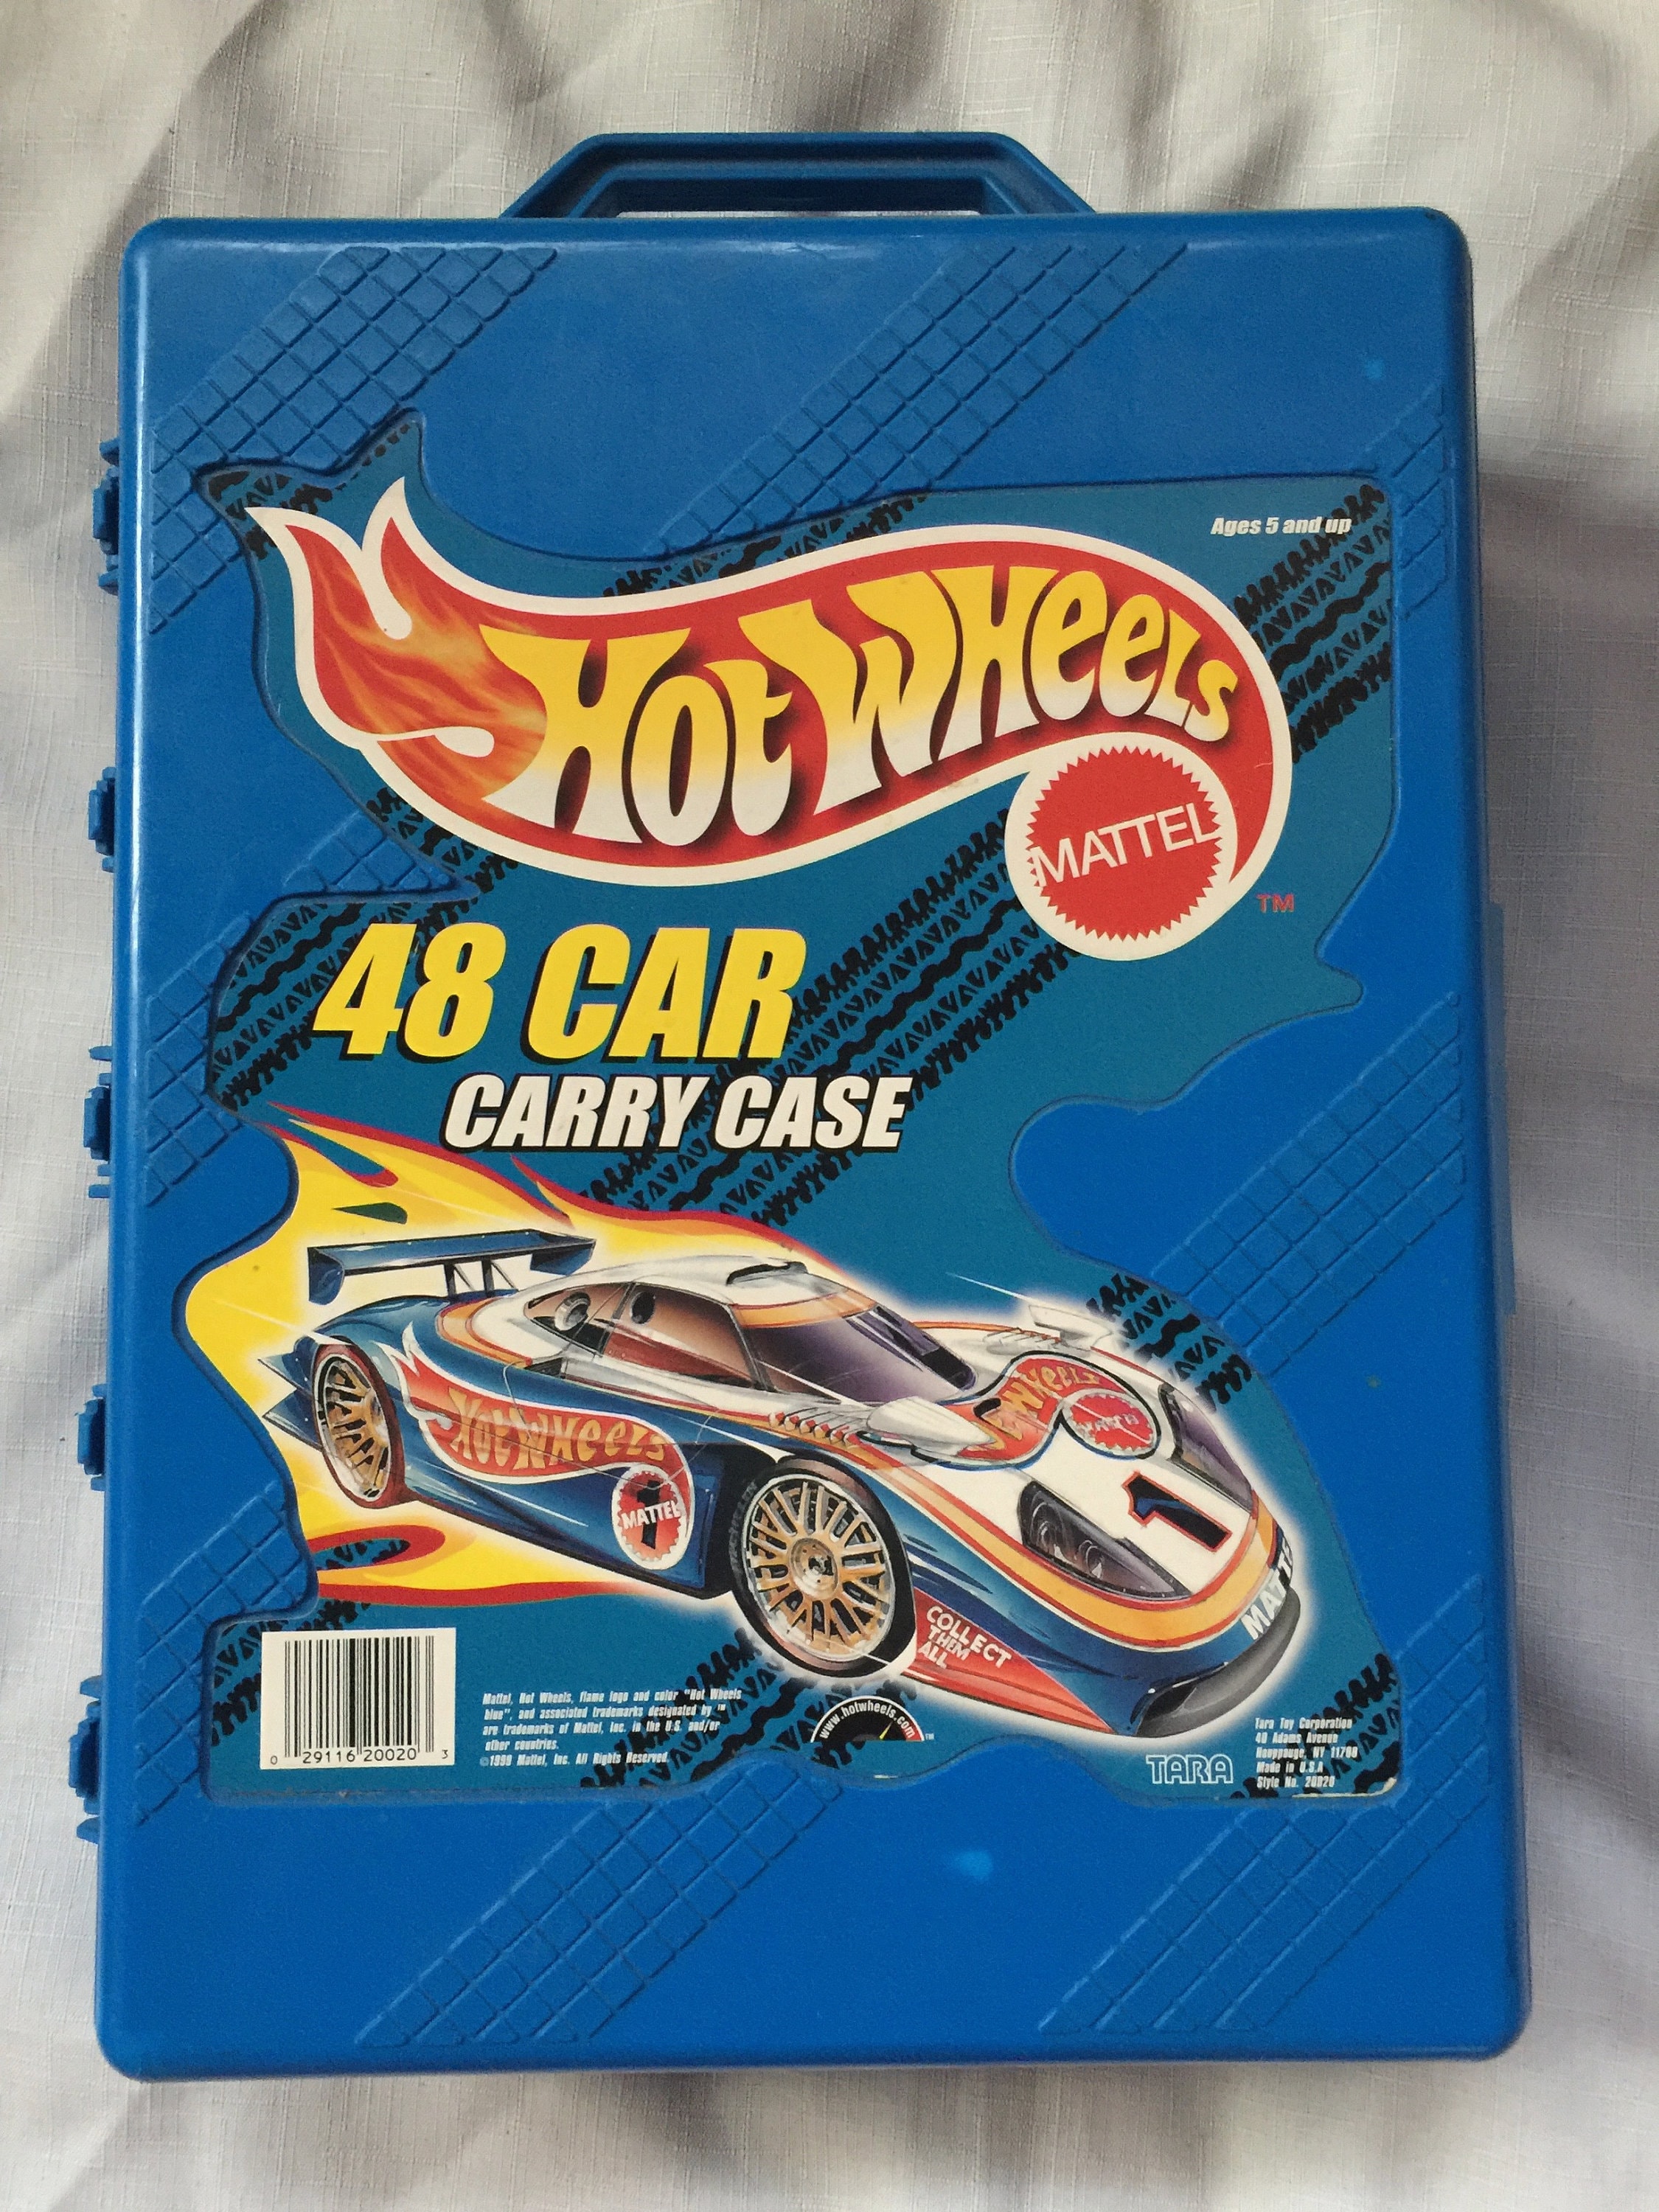 Ages 5 and up
Hot Wheels
MATTEL
TM
48 CAR
CARRY CASE
Hot Wheels
MATTEL
1
Hot Wheels
MATTEL
1
MATT
COLLECT
THEM
ALL
0 29116 20020 3
Mattel, Hot Wheels, flame logo and color "Hot Wheels
blue", and associated trademarks designated by ™
are trademarks of Mattel, Inc. in the U.S. and/or
other countries.
©1999 Mattel, Inc. All Rights Reserved.
www.hotwheels.com
TM
TARA
Tara Toy Corporation
40 Adams Avenue
Hauppauge, NY 11788
Made in U.S.A
Style No. 20020